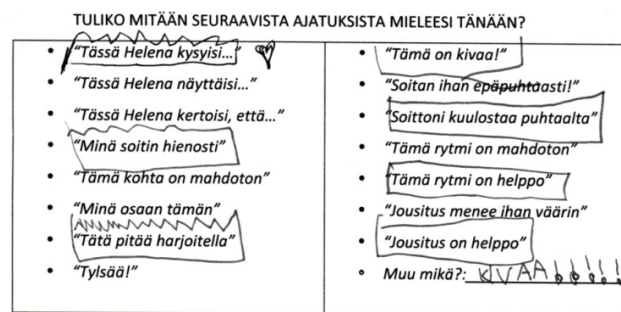 TULIKO MITÄÄN SEURAAVISTA AJATUKSISTA MIELEESI TÄNÄÄN?
• "Tässä Helena kysyisi…"
• "Tässä Helena näyttäisi…"
• "Tässä Helena kertoisi, että…"
• "Minä soitin hienosti"
• "Tämä kohta on mahdoton"
• "Minä osaan tämän"
• "Tätä pitää harjoitella"
• "Tylsää!"
• "Tämä on kivaa!"
• "Soitan ihan epäpuhtaasti!"
• "Soittoni kuulostaa puhtaalta"
• "Tämä rytmi on mahdoton"
• "Tämä rytmi on helppo"
• "Jousitus menee ihan väärin"
• "Jousitus on helppo"
• Muu mikä?: KIVAA!!!!!